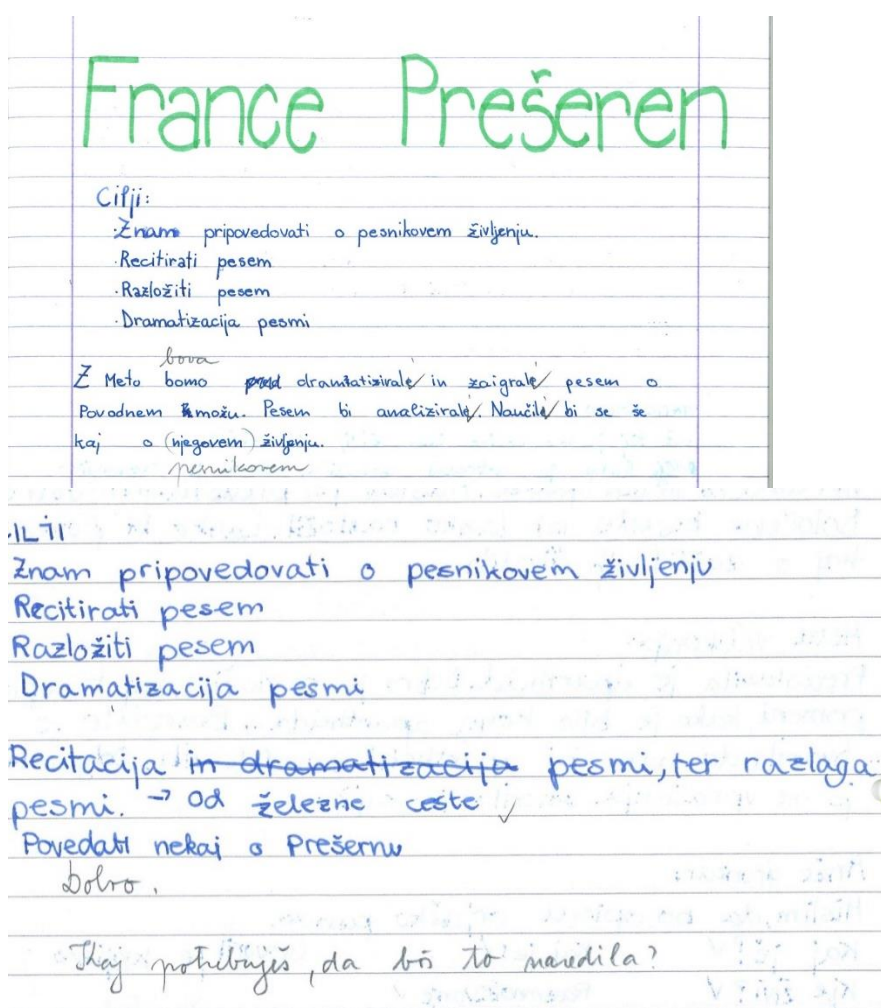 France Prešeren
Cilji:
·Znam pripovedovati o pesnikovem življenju.
·Recitirati pesem
·Razložiti pesem
·Dramatizacija pesmi
bova
Z Meto bomo dramatizirale in zaigrale pesem o
Povodnem možu. Pesem bi analizirale. Naučile bi se še
kaj o (njegovem) življenju.
pesnikovem
Znam pripovedovati o pesnikovem življenju
Recitirati pesem
Razložiti pesem
Dramatizacija pesmi
Recitacija in dramatizacija pesmi, ter razlaga
pesmi. → Od železne ceste ✓
Povedati nekaj o Prešernu
Dobro.
Kaj potrebuješ, da boš to naredila?